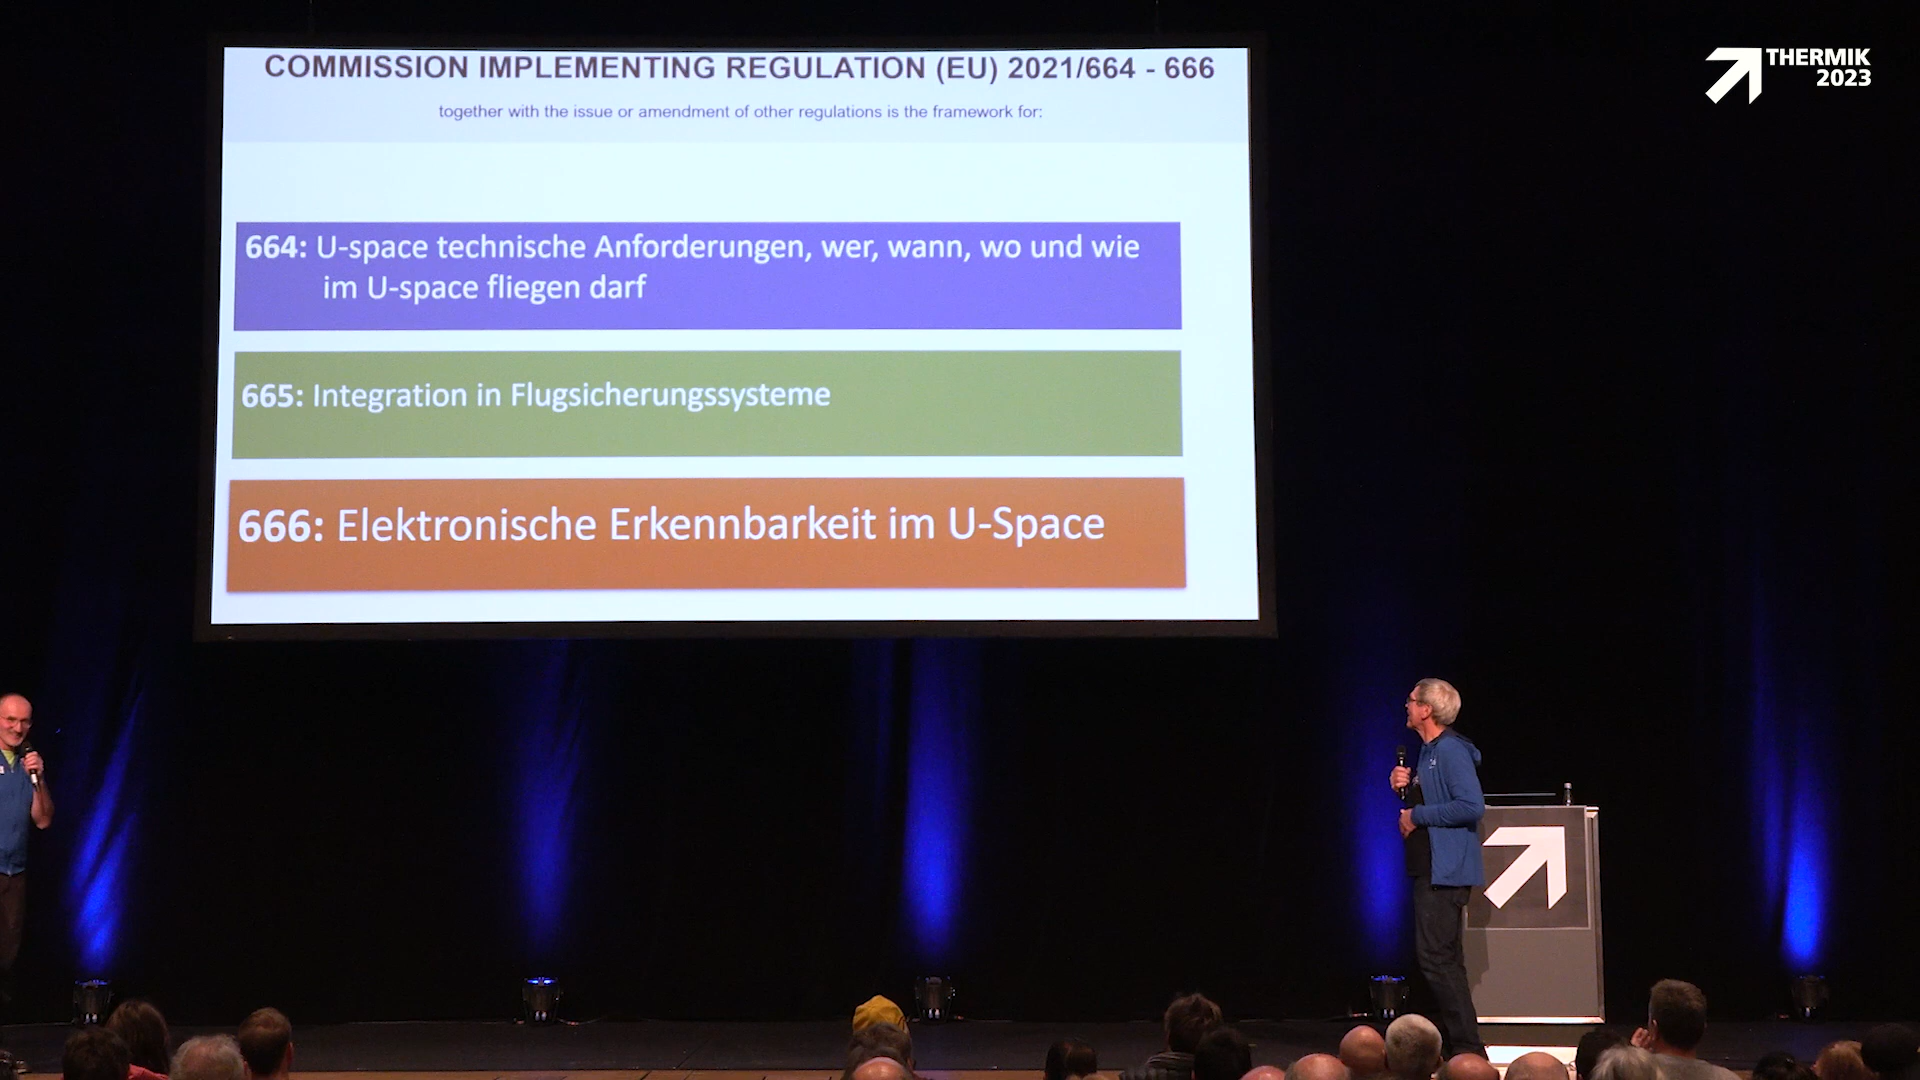 COMMISSION IMPLEMENTING REGULATION (EU) 2021/664 - 666
together with the issue or amendment of other regulations is the framework for:
664: U-space technische Anforderungen, wer, wann, wo und wie
im U-space fliegen darf
665: Integration in Flugsicherungssysteme
666: Elektronische Erkennbarkeit im U-Space
THERMIK
2023